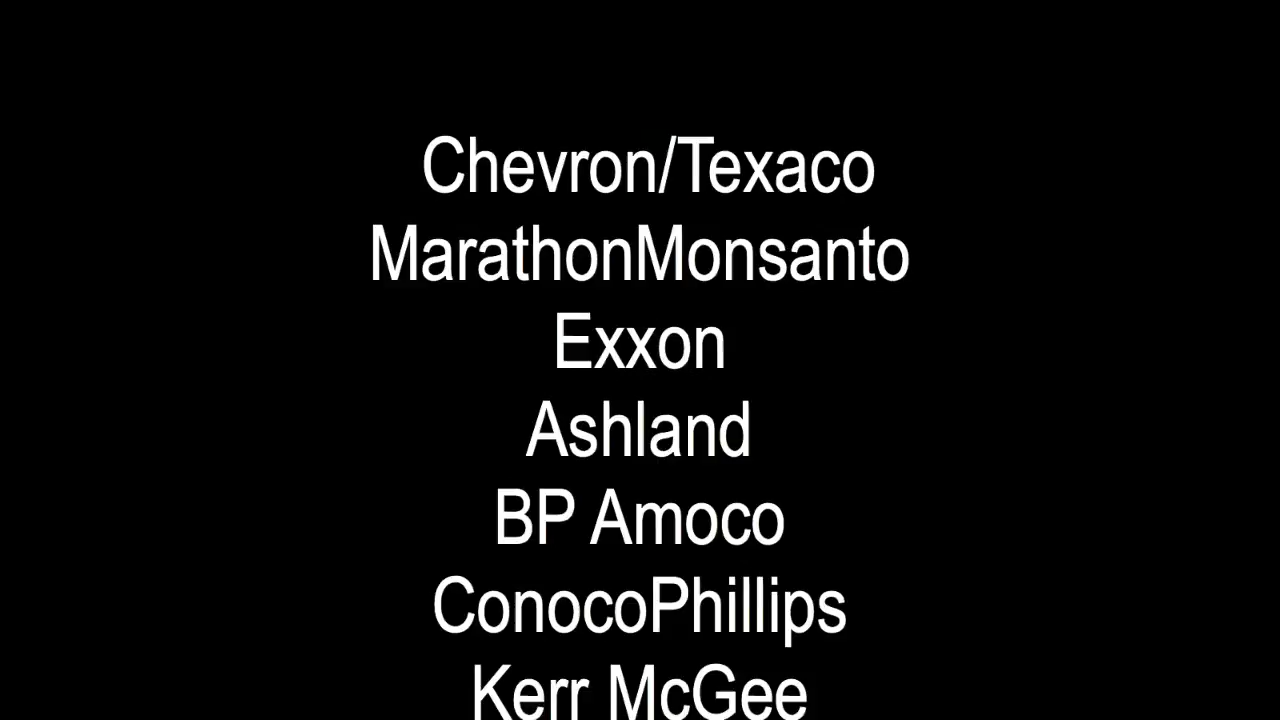 Chevron/Texaco
MarathonMonsanto
Exxon
Ashland
BP Amoco
ConocoPhillips
Kerr McGee